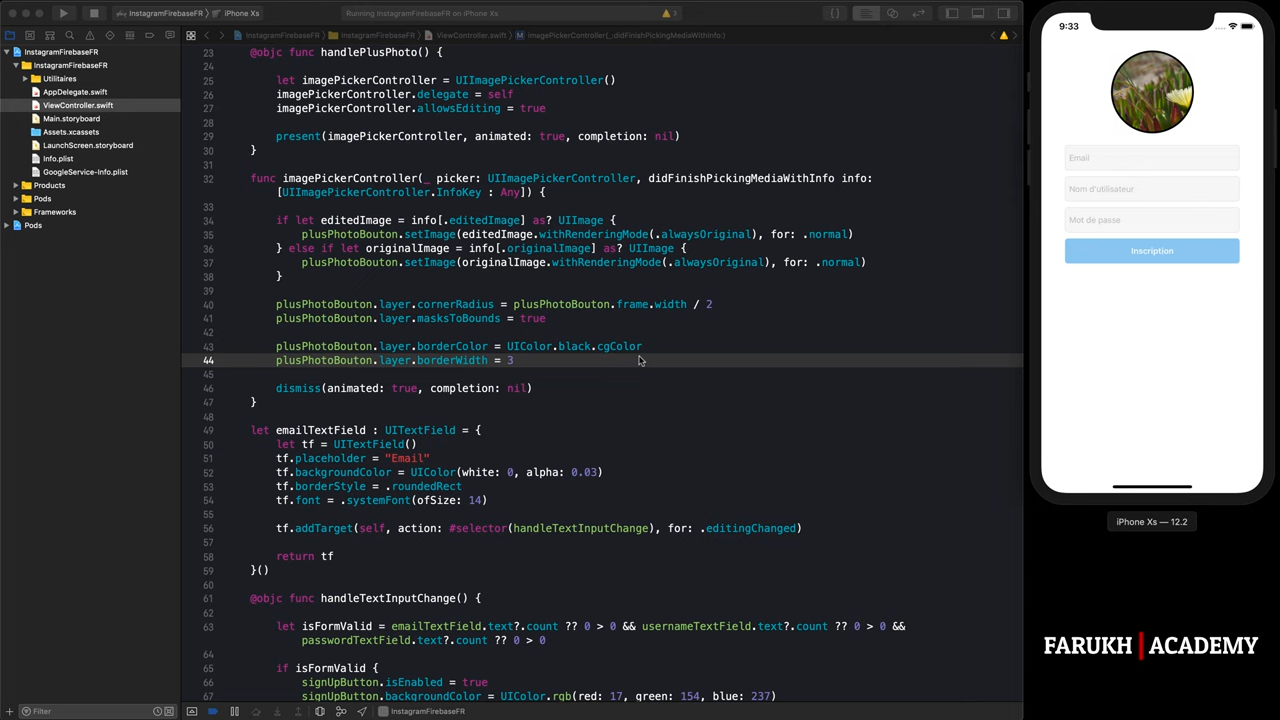 InstagramFirebaseFR
iPhone Xs
Running InstagramFirebaseFR on iPhone Xs
3
InstagramFirebaseFR
InstagramFirebaseFR
Utilitaires
AppDelegate.swift
ViewController.swift
Main.storyboard
Assets.xcassets
LaunchScreen.storyboard
Info.plist
GoogleService-Info.plist
Products
Pods
Frameworks
Pods
Filter
InstagramFirebaseFR
InstagramFirebaseFR
ViewController.swift
imagePickerController(_:didFinishPickingMediaWithInfo:)
23 @objc func handlePlusPhoto() {
24
25 let imagePickerController = UIImagePickerController()
26 imagePickerController.delegate = self
27 imagePickerController.allowsEditing = true
28
29 present(imagePickerController, animated: true, completion: nil)
30 }
31
32 func imagePickerController(_ picker: UIImagePickerController, didFinishPickingMediaWithInfo info:
[UIImagePickerController.InfoKey : Any]) {
33
34 if let editedImage = info[.editedImage] as? UIImage {
35 plusPhotoBouton.setImage(editedImage.withRenderingMode(.alwaysOriginal), for: .normal)
36 } else if let originalImage = info[.originalImage] as? UIImage {
37 plusPhotoBouton.setImage(originalImage.withRenderingMode(.alwaysOriginal), for: .normal)
38 }
39
40 plusPhotoBouton.layer.cornerRadius = plusPhotoBouton.frame.width / 2
41 plusPhotoBouton.layer.masksToBounds = true
42
43 plusPhotoBouton.layer.borderColor = UIColor.black.cgColor
44 plusPhotoBouton.layer.borderWidth = 3
46 dismiss(animated: true, completion: nil)
47 }
48
49 let emailTextField : UITextField = {
50 let tf = UITextField()
51 tf.placeholder = "Email"
52 tf.backgroundColor = UIColor(white: 0, alpha: 0.03)
53 tf.borderStyle = .roundedRect
54 tf.font = .systemFont(ofSize: 14)
55
56 tf.addTarget(self, action: #selector(handleTextInputChange), for: .editingChanged)
57
58 return tf
59 }()
60
61 @objc func handleTextInputChange() {
62
63 let isFormValid = emailTextField.text?.count ?? 0 > 0 && usernameTextField.text?.count ?? 0 > 0 &&
passwordTextField.text?.count ?? 0 > 0
64
65 if isFormValid {
66 signUpButton.isEnabled = true
67 signUpButton.backgroundColor = UIColor.rgb(red: 17, green: 154, blue: 237)
InstagramFirebaseFR
9:33
Email
Nom d'utilisateur
Mot de passe
Inscription
iPhone Xs — 12.2
FARUKH | ACADEMY